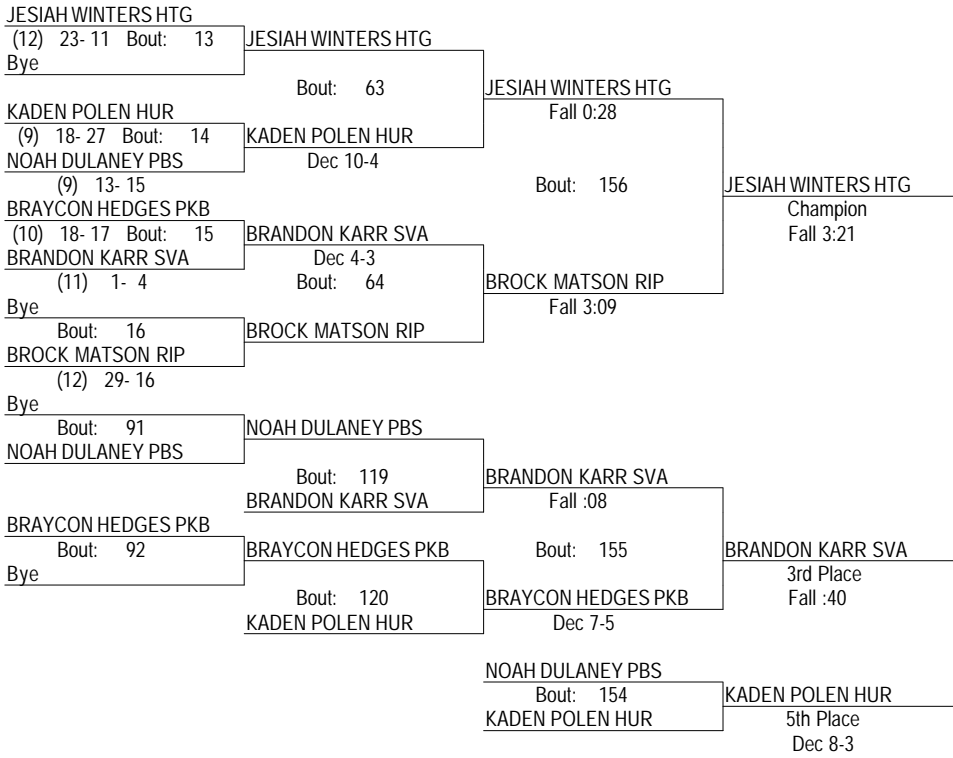 JESIAH WINTERS HTG
(12) 23- 11 Bout: 13 JESIAH WINTERS HTG
Bye
Bout: 63 JESIAH WINTERS HTG
KADEN POLEN HUR Fall 0:28
(9) 18- 27 Bout: 14 KADEN POLEN HUR
NOAH DULANEY PBS Dec 10-4
(9) 13- 15 Bout: 156 JESIAH WINTERS HTG
BRAYCON HEDGES PKB Champion
(10) 18- 17 Bout: 15 BRANDON KARR SVA Fall 3:21
BRANDON KARR SVA Dec 4-3
(11) 1- 4 Bout: 64 BROCK MATSON RIP
Bye Fall 3:09
Bout: 16 BROCK MATSON RIP
BROCK MATSON RIP
(12) 29- 16
Bye
Bout: 91 NOAH DULANEY PBS
NOAH DULANEY PBS
Bout: 119 BRANDON KARR SVA
BRANDON KARR SVA Fall :08
BRAYCON HEDGES PKB
Bout: 92 BRAYCON HEDGES PKB Bout: 155 BRANDON KARR SVA
Bye 3rd Place
Bout: 120 BRAYCON HEDGES PKB Fall :40
KADEN POLEN HUR Dec 7-5
NOAH DULANEY PBS
Bout: 154 KADEN POLEN HUR
KADEN POLEN HUR 5th Place
Dec 8-3